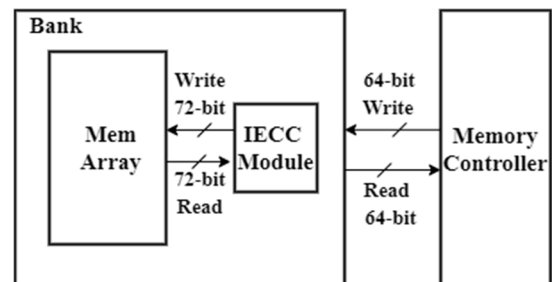 Bank
Mem
Array
Write
72-bit
72-bit
Read
IECC
Module
64-bit
Write
Read
64-bit
Memory
Controller